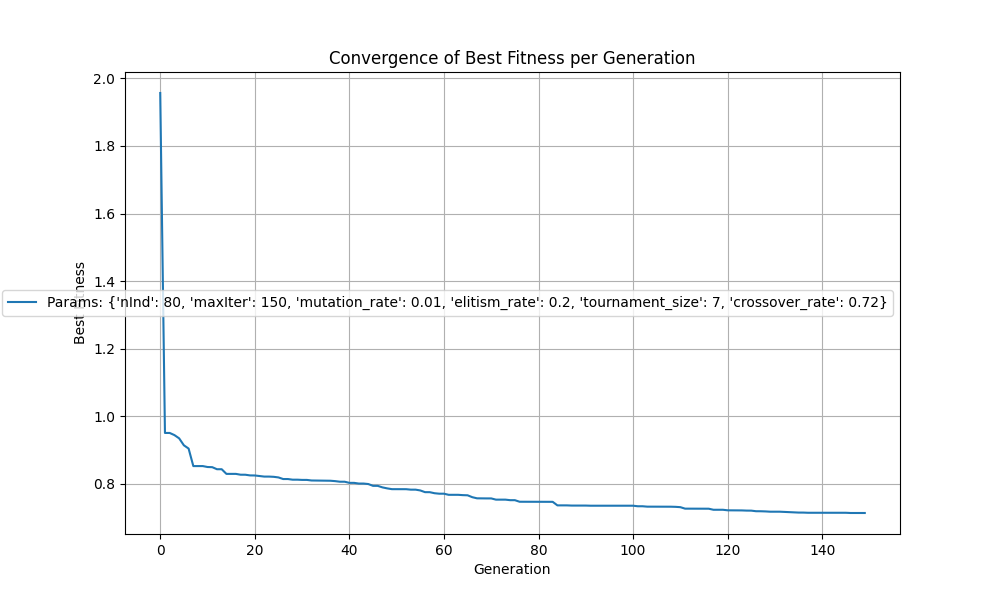 Convergence of Best Fitness per Generation
2.0
1.8
1.6
1.4
1.2
1.0
0.8
Best Fitness
Params: {'nInd': 80, 'maxIter': 150, 'mutation_rate': 0.01, 'elitism_rate': 0.2, 'tournament_size': 7, 'crossover_rate': 0.72}
0 20 40 60 80 100 120 140
Generation